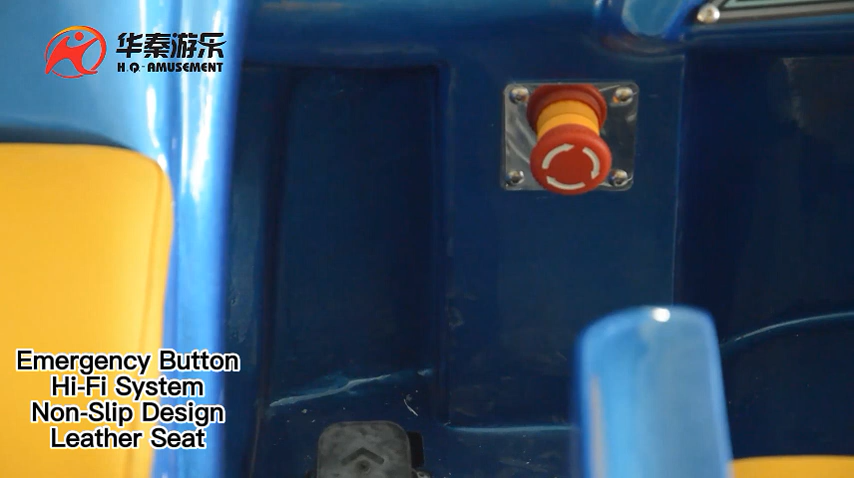 华秦游乐
H.Q-AMUSEMENT
Emergency Button
Hi-Fi System
Non-Slip Design
Leather Seat